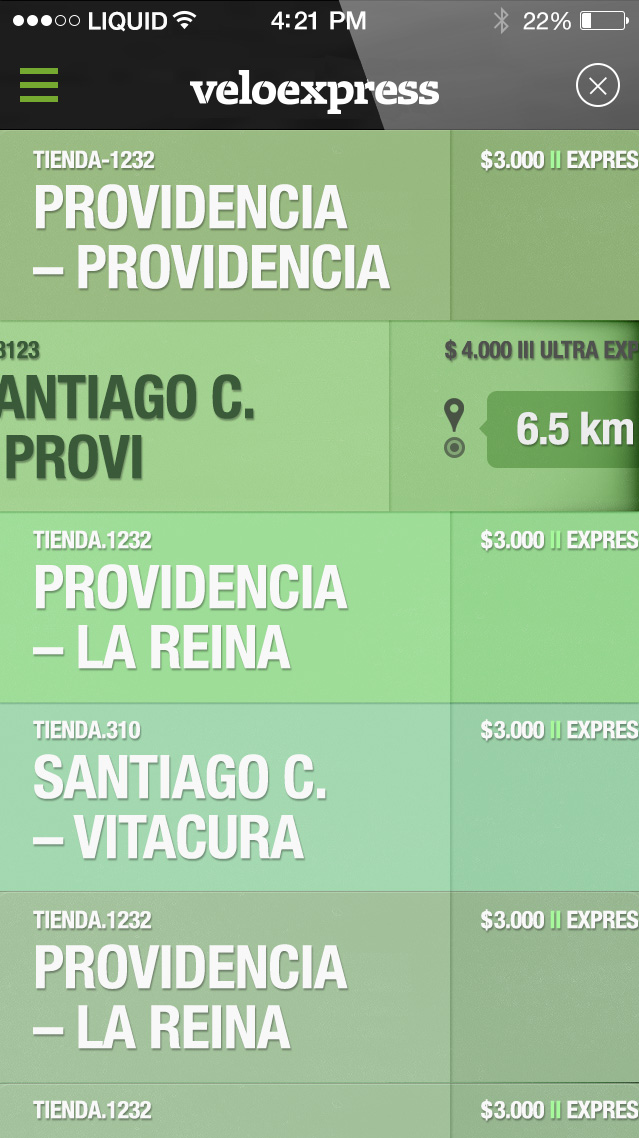 LIQUID 4:21 PM 22%
veloexpress
TIENDA-1232 $3.000 II EXPRES
PROVIDENCIA
– PROVIDENCIA
3123 $ 4.000 III ULTRA EXP
ANTIAGO C.
PROVI
6.5 km
TIENDA.1232 $3.000 II EXPRES
PROVIDENCIA
– LA REINA
TIENDA.310 $3.000 II EXPRES
SANTIAGO C.
– VITACURA
TIENDA.1232 $3.000 II EXPRES
PROVIDENCIA
– LA REINA
TIENDA.1232 $3.000 II EXPRES